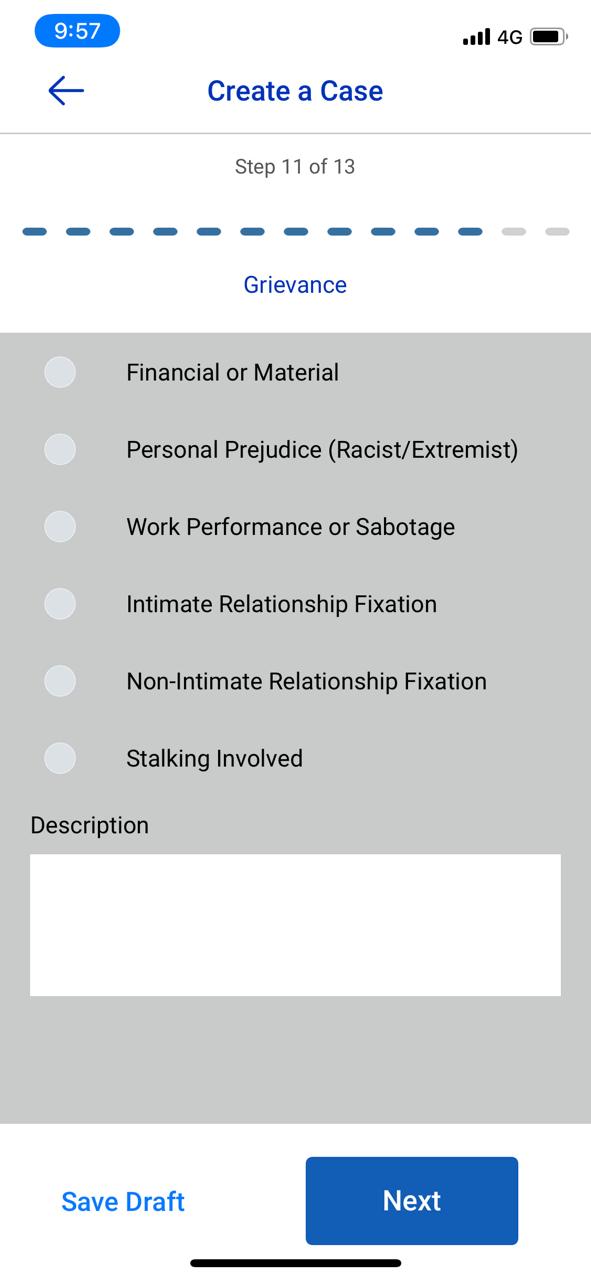 9:57
4G
Create a Case
Step 11 of 13
Grievance
Financial or Material
Personal Prejudice (Racist/Extremist)
Work Performance or Sabotage
Intimate Relationship Fixation
Non-Intimate Relationship Fixation
Stalking Involved
Description
Save Draft
Next